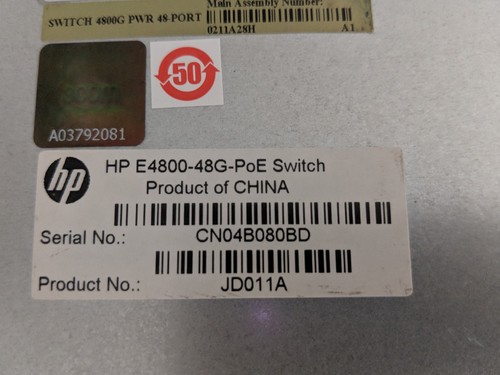 Main Assembly Number:
SWITCH 4800G PWR 48-PORT
0211A28H A1
50
A03792081
hp
HP E4800-48G-PoE Switch
Product of CHINA
Serial No.: CN04B080BD
Product No.: JD011A